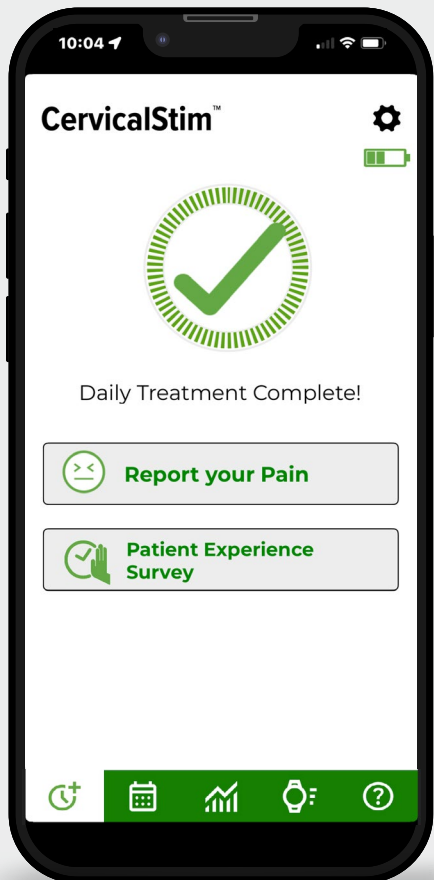 10:04
CervicalStim™
Daily Treatment Complete!
Report your Pain
Patient Experience
Survey